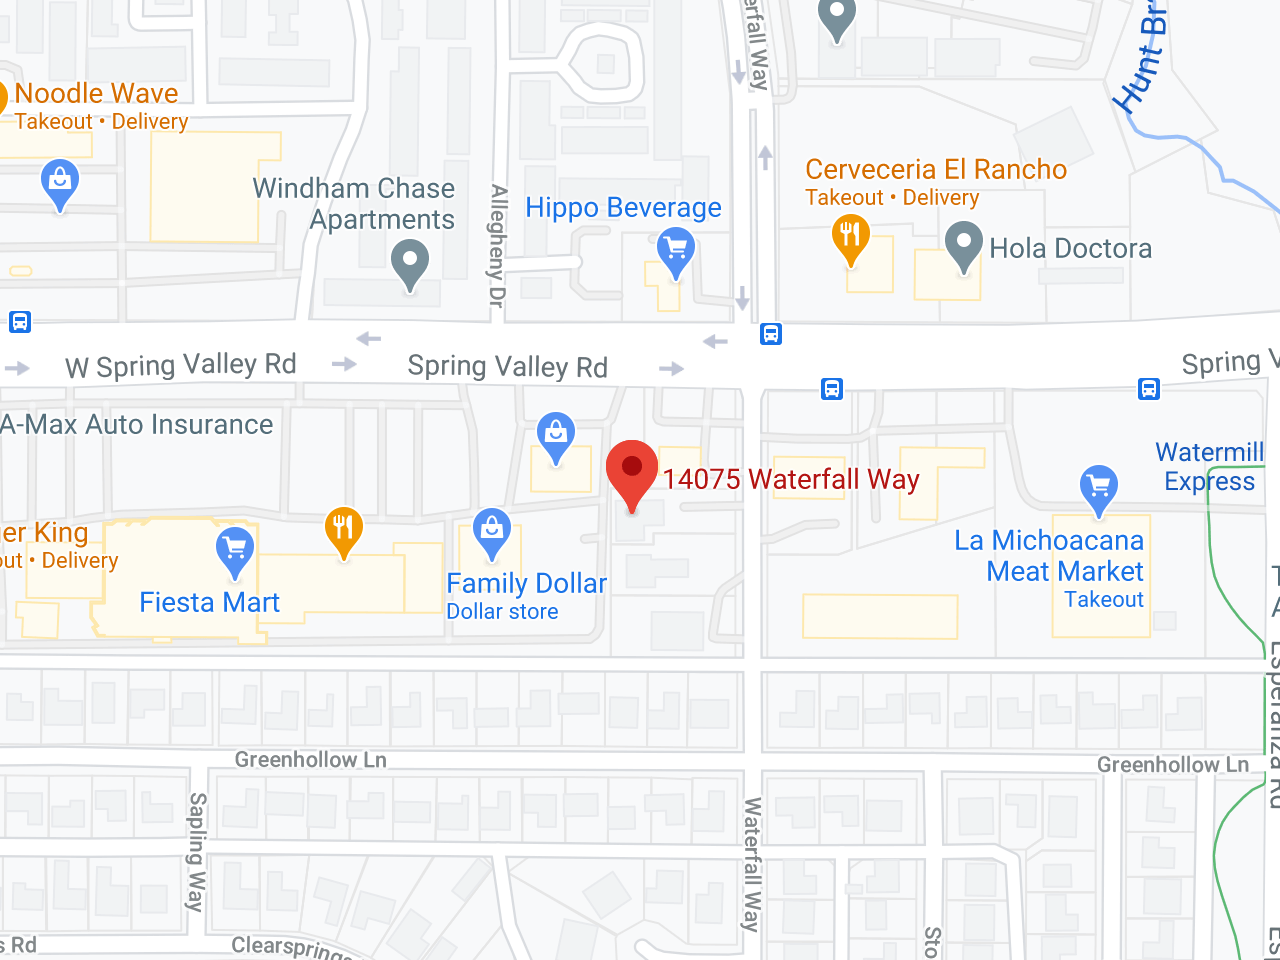 erfall Way
Hunt Br
Noodle Wave
Takeout • Delivery
Cerveceria El Rancho
Takeout • Delivery
Windham Chase
Apartments
Allegheny Dr
Hippo Beverage
Hola Doctora
W Spring Valley Rd
Spring Valley Rd
Spring V
A-Max Auto Insurance
14075 Waterfall Way
Watermill
Express
er King
out • Delivery
La Michoacana
Meat Market
Takeout
Family Dollar
Dollar store
Fiesta Mart
T
A
Esperanza Rd
Greenhollow Ln
Greenhollow Ln
Sapling Way
Waterfall Way
s Rd
Clearsprings
Sto
Esp